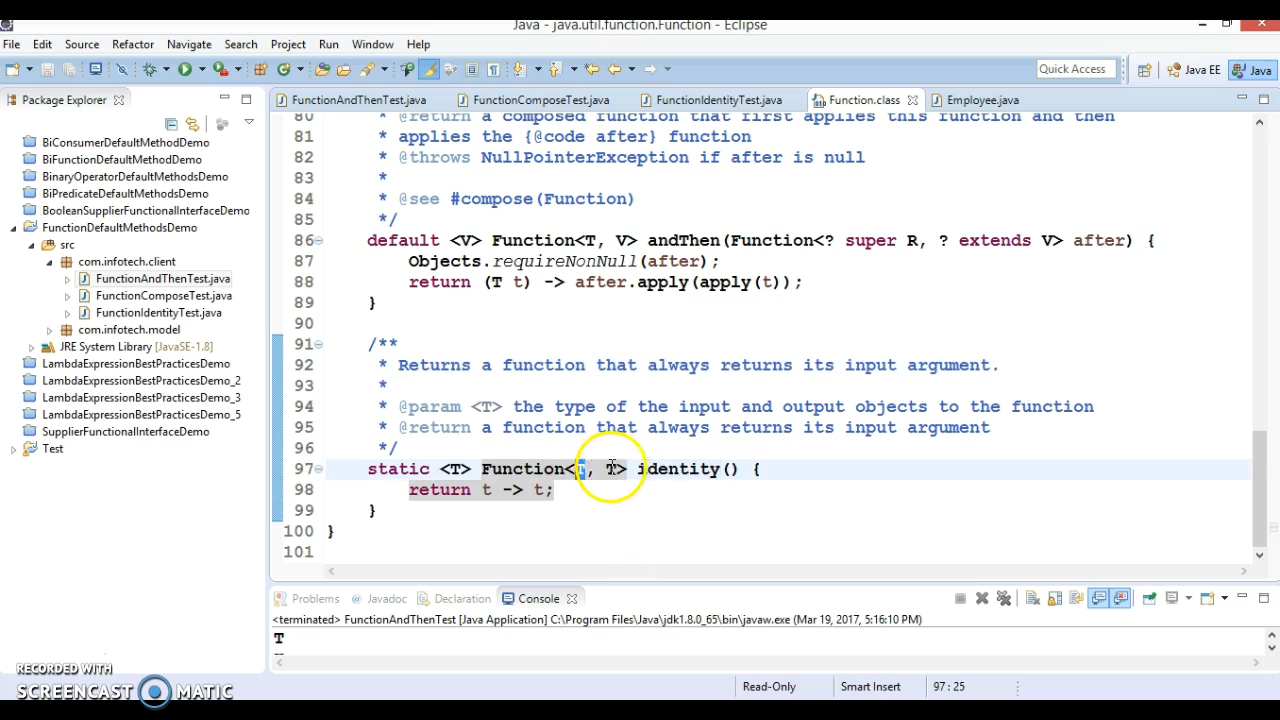 Java - java.util.function.Function - Eclipse
File Edit Source Refactor Navigate Search Project Run Window Help
Quick Access
Java EE
Java
Package Explorer
FunctionAndThenTest.java
FunctionComposeTest.java
FunctionIdentityTest.java
Function.class
Employee.java
BiConsumerDefaultMethodDemo
BiFunctionDefaultMethodDemo
BinaryOperatorDefaultMethodsDemo
BiPredicateDefaultMethodsDemo
BooleanSupplierFunctionalInterfaceDemo
FunctionDefaultMethodsDemo
src
com.infotech.client
FunctionAndThenTest.java
FunctionComposeTest.java
FunctionIdentityTest.java
com.infotech.model
JRE System Library [JavaSE-1.8]
LambdaExpressionBestPracticesDemo
LambdaExpressionBestPracticesDemo_2
LambdaExpressionBestPracticesDemo_3
LambdaExpressionBestPracticesDemo_5
SupplierFunctionalInterfaceDemo
Test
80 * @return a composed function that first applies this function and then
81 * applies the {@code after} function
82 * @throws NullPointerException if after is null
83 *
84 * @see #compose(Function)
85 */
86 default <V> Function<T, V> andThen(Function<? super R, ? extends V> after) {
87 Objects.requireNonNull(after);
88 return (T t) -> after.apply(apply(t));
89 }
90
91 /**
92 * Returns a function that always returns its input argument.
93 *
94 * @param <T> the type of the input and output objects to the function
95 * @return a function that always returns its input argument
96 */
97 static <T> Function<T, T> identity() {
98 return t -> t;
99 }
100 }
101
Problems @ Javadoc Declaration Console
<terminated> FunctionAndThenTest [Java Application] C:\Program Files\Java\jdk1.8.0_65\bin\javaw.exe (Mar 19, 2017, 5:16:10 PM)
T
Read-Only Smart Insert 97 : 25
RECORDED WITH
SCREENCAST MATIC